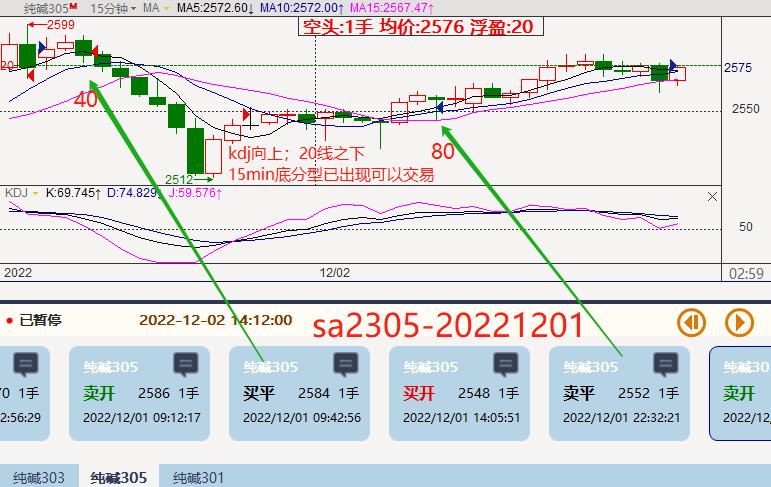 纯碱305M 15分钟 MA MA5:2572.60↓ MA10:2572.00↑ MA15:2567.47↑
2599
空头:1手 均价:2576 浮盈:20
20
2575
40
2550
kdj向上；20线之下
80
2512
15min底分型已出现可以交易
KDJ K:69.745↑ D:74.829↓ J:59.576↑
50
2022 12/02 02:59
已暂停 2022-12-02 14:12:00 sa2305-20221201
纯碱305 纯碱305 纯碱305 纯碱305 纯碱30
70 1手 卖开 2586 1手 买平 2584 1手 买开 2548 1手 卖平 2552 1手 卖开
2:56:29 2022/12/01 09:12:17 2022/12/01 09:42:56 2022/12/01 14:05:51 2022/12/01 22:32:21 2022/12/0
纯碱303 纯碱305 纯碱301